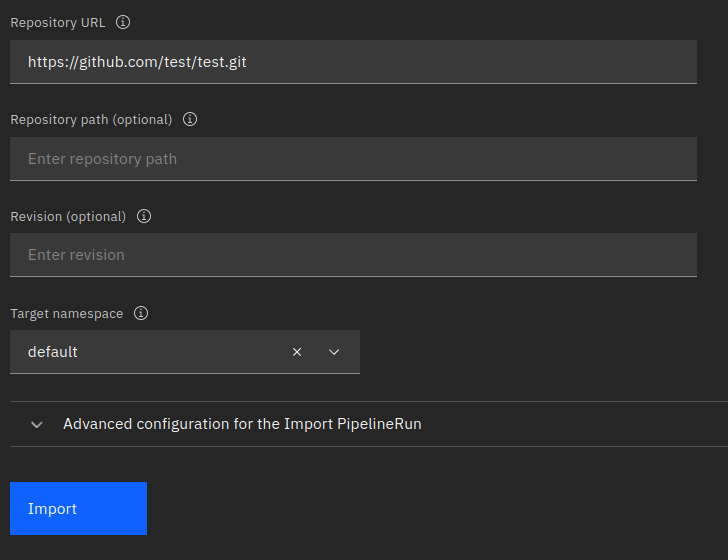 Repository URL
https://github.com/test/test.git
Repository path (optional)
Enter repository path
Revision (optional)
Enter revision
Target namespace
default
Advanced configuration for the Import PipelineRun
Import